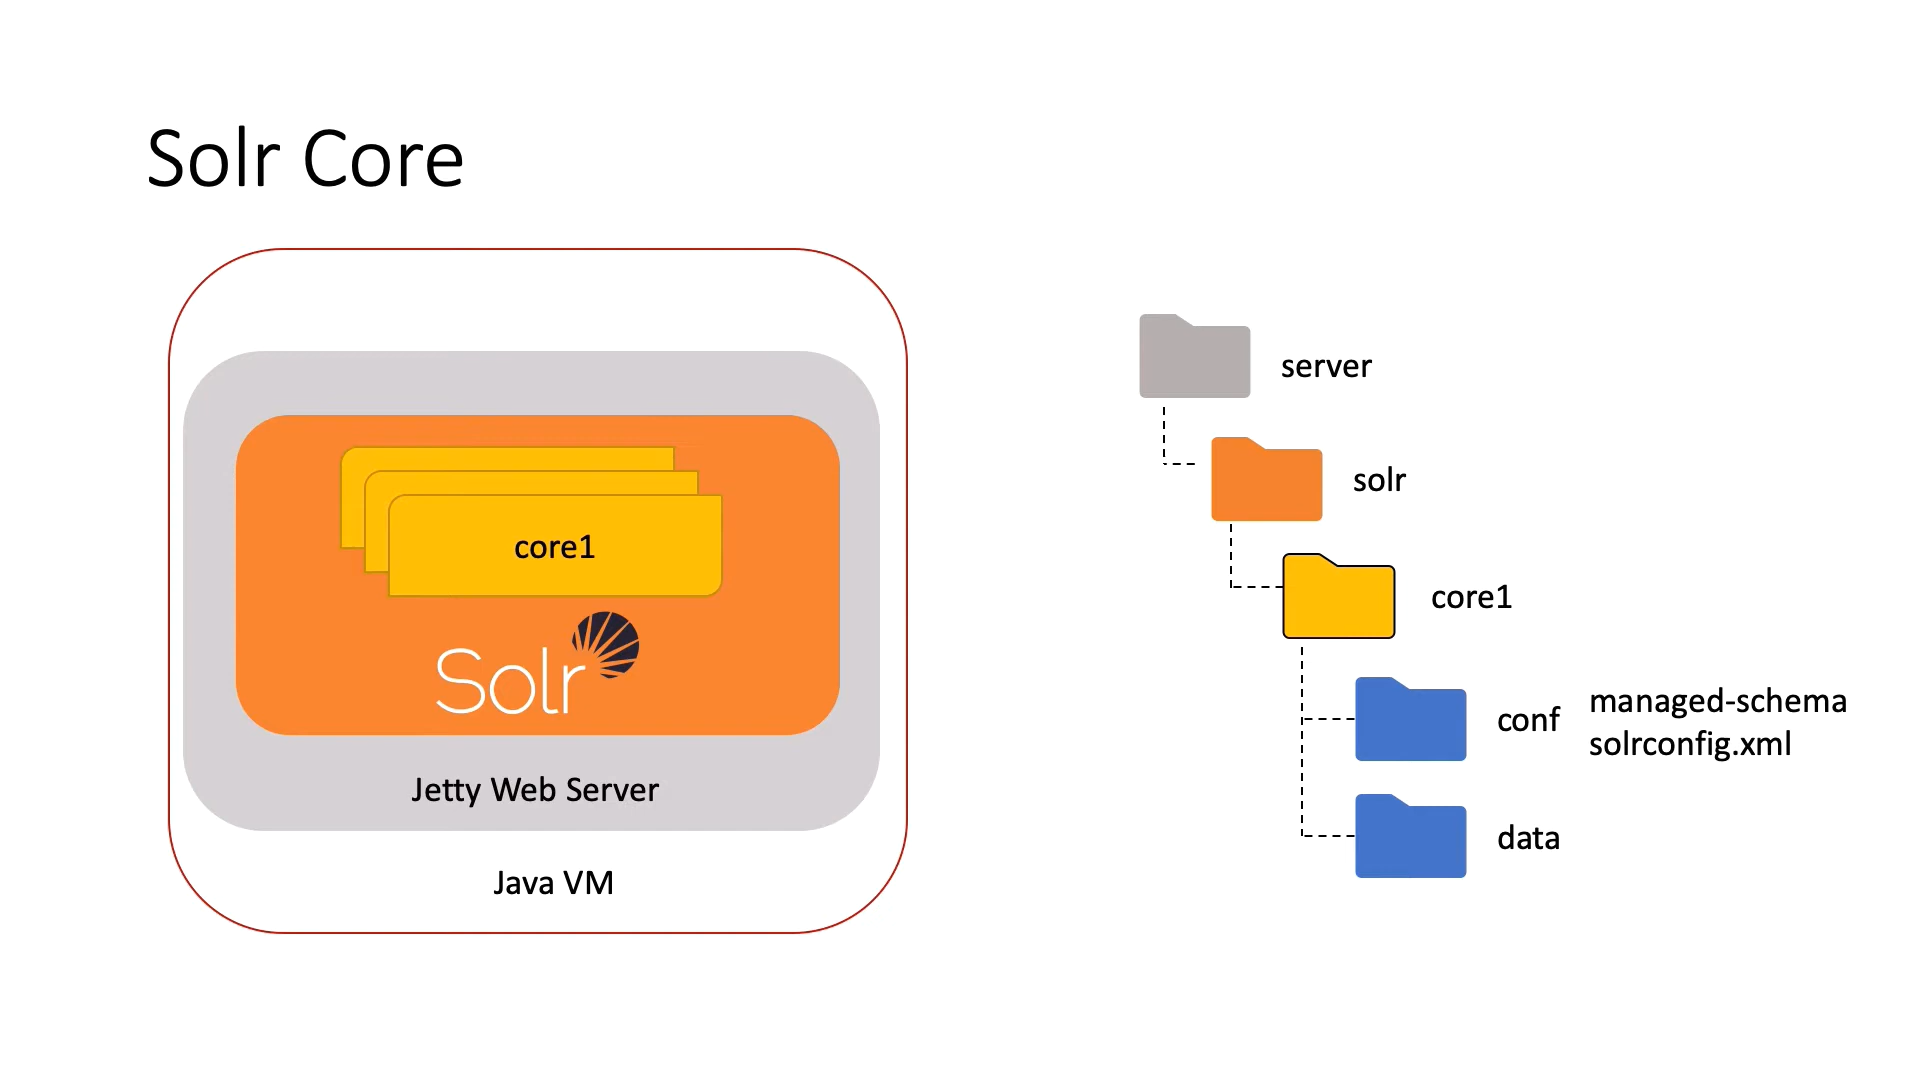 Solr Core
core1
Solr
Jetty Web Server
Java VM
server
solr
core1
conf
managed-schema
solrconfig.xml
data